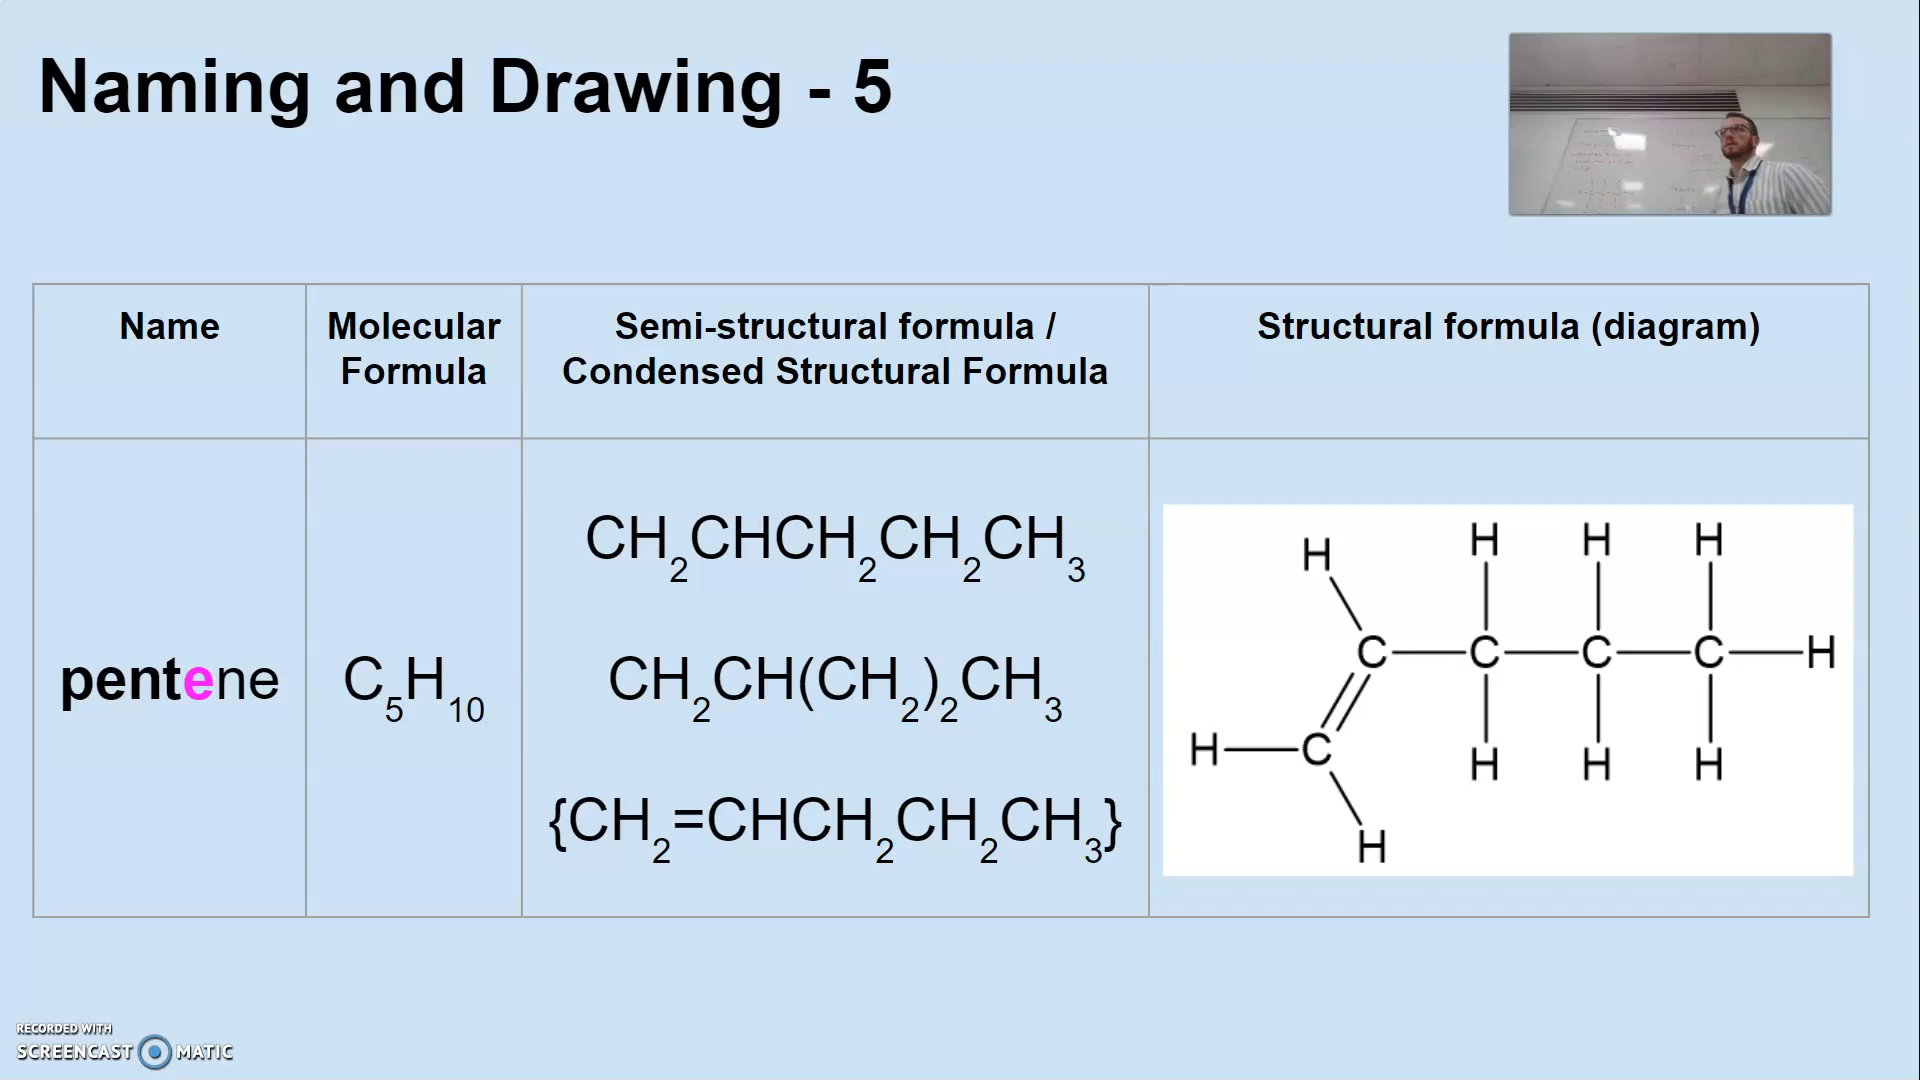 Naming and Drawing - 5
Name
Molecular
Formula
Semi-structural formula /
Condensed Structural Formula
Structural formula (diagram)
pentene
C5H10
CH2CHCH2CH2CH3
CH2CH(CH2)2CH3
{CH2=CHCH2CH2CH3}
H H H H
C C C C H
H C H H H
H
RECORDED WITH
SCREENCAST MATIC